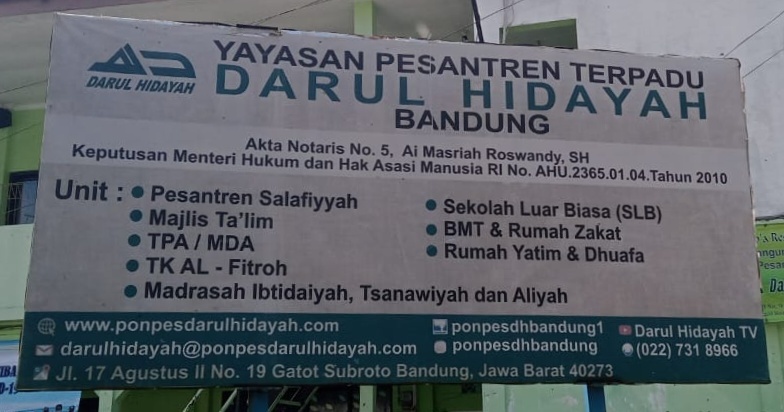 YAYASAN PESANTREN TERPADU
DARUL HIDAYAH
DARUL HIDAYAH
BANDUNG
Akta Notaris No. 5, Ai Masriah Roswandy, SH
Keputusan Menteri Hukum dan Hak Asasi Manusia RI No. AHU.2365.01.04.Tahun 2010
Unit :
Pesantren Salafiyyah
Majlis Ta'lim
TPA / MDA
TK AL - Fitroh
Madrasah Ibtidaiyah, Tsanawiyah dan Aliyah
Sekolah Luar Biasa (SLB)
BMT & Rumah Zakat
Rumah Yatim & Dhuafa
www.ponpesdarulhidayah.com
ponpesdhbandung1
Darul Hidayah TV
darulhidayah@ponpesdarulhidayah.com
ponpesdhbandung
(022) 731 8966
Jl. 17 Agustus II No. 19 Gatot Subroto Bandung, Jawa Barat 40273